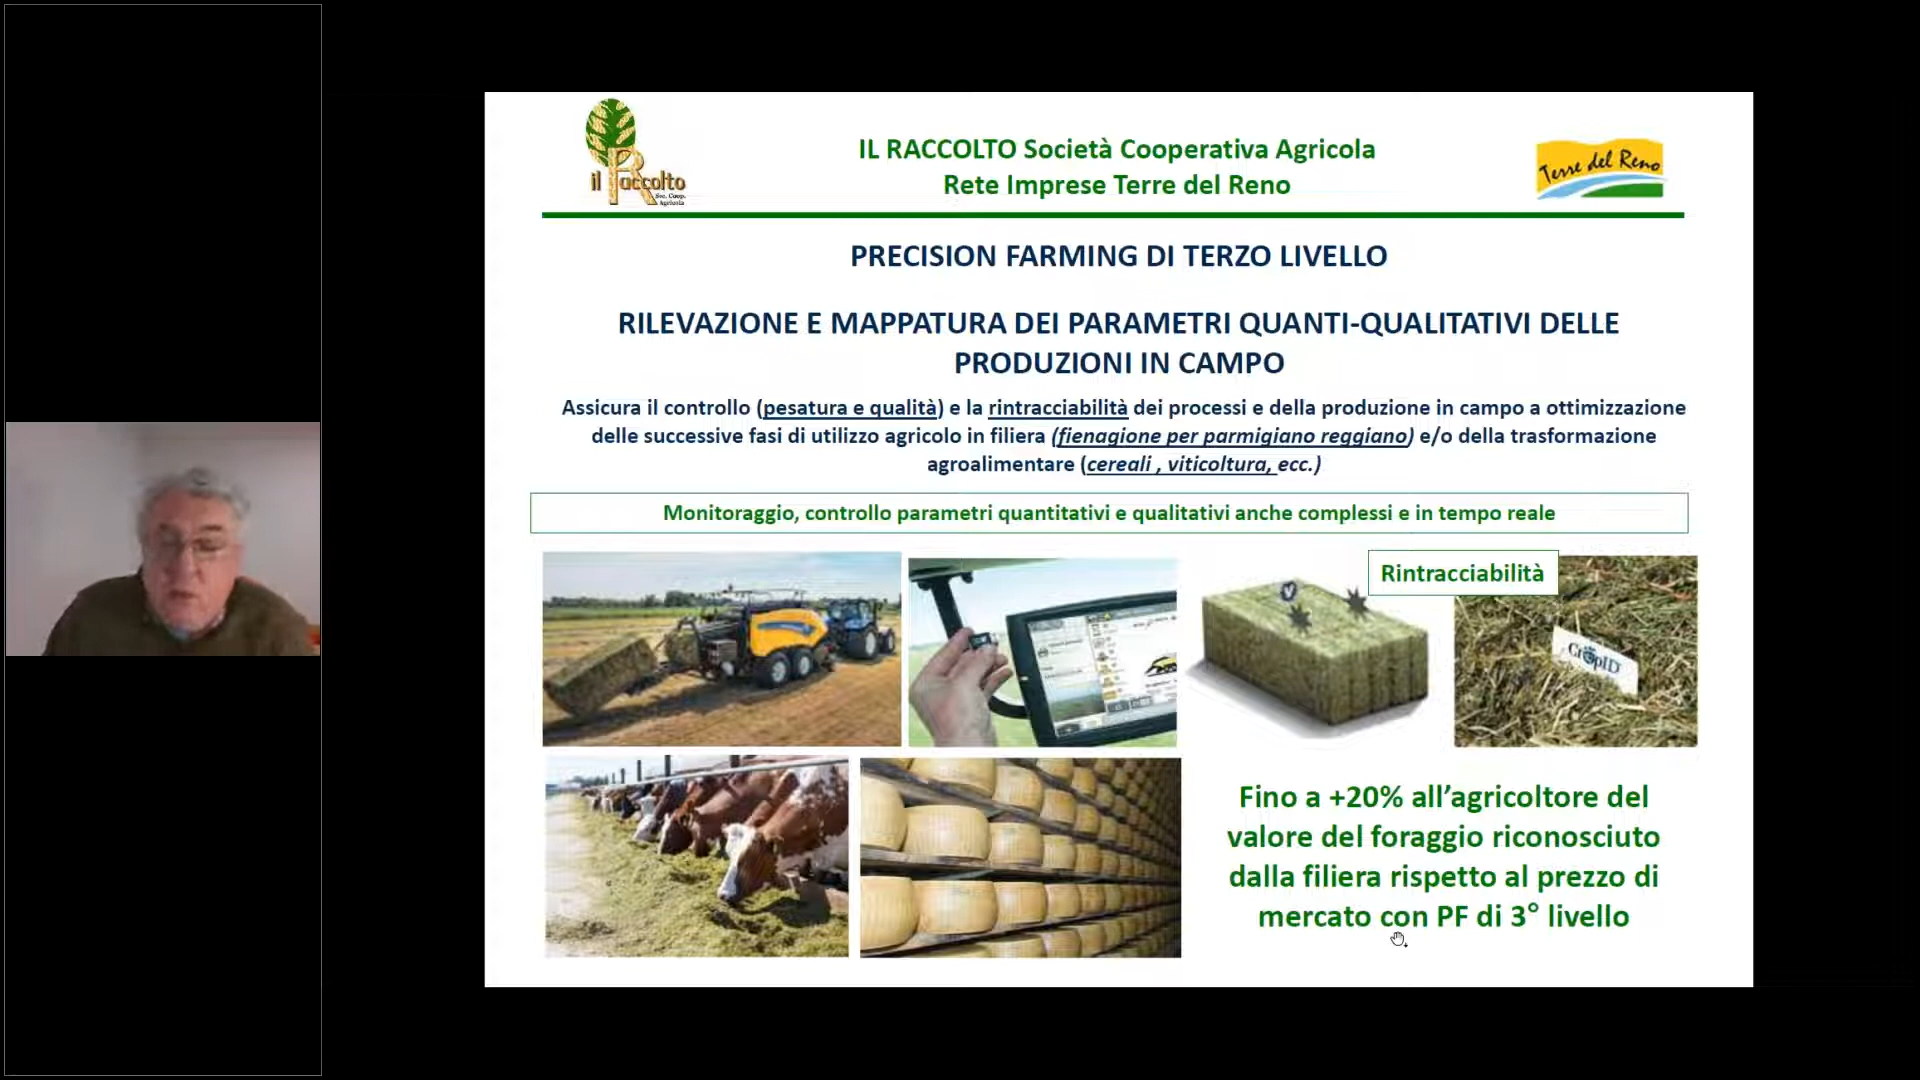 il Raccolto
Soc. Coop.
Agricola
IL RACCOLTO Società Cooperativa Agricola
Rete Imprese Terre del Reno
Terre del Reno
PRECISION FARMING DI TERZO LIVELLO
RILEVAZIONE E MAPPATURA DEI PARAMETRI QUANTI-QUALITATIVI DELLE
PRODUZIONI IN CAMPO
Assicura il controllo (pesatura e qualità) e la rintracciabilità dei processi e della produzione in campo a ottimizzazione
delle successive fasi di utilizzo agricolo in filiera (fienagione per parmigiano reggiano) e/o della trasformazione
agroalimentare (cereali , viticoltura, ecc.)
Monitoraggio, controllo parametri quantitativi e qualitativi anche complessi e in tempo reale
Rintracciabilità
CropID
Fino a +20% all’agricoltore del
valore del foraggio riconosciuto
dalla filiera rispetto al prezzo di
mercato con PF di 3° livello